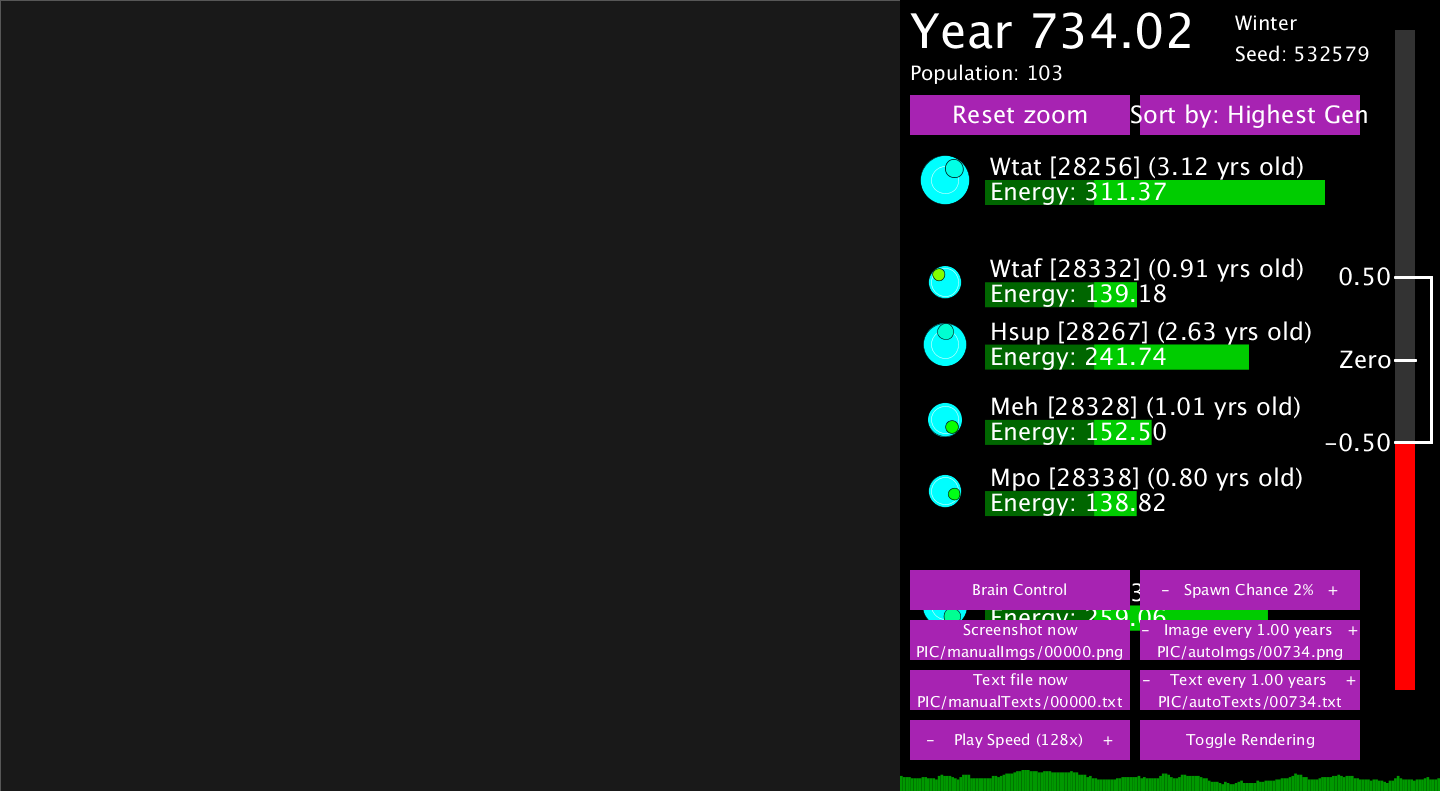 Year 734.02
Winter
Seed: 532579
Population: 103
Reset zoom
Sort by: Highest Gen
Wtat [28256] (3.12 yrs old)
Energy: 311.37
Wtaf [28332] (0.91 yrs old)
Energy: 139.18
0.50
Hsup [28267] (2.63 yrs old)
Energy: 241.74
Zero
Meh [28328] (1.01 yrs old)
Energy: 152.50
-0.50
Mpo [28338] (0.80 yrs old)
Energy: 138.82
Brain Control
- Spawn Chance 2% +
Energy: 259.06
Screenshot now
PIC/manualImgs/00000.png
- Image every 1.00 years +
PIC/autoImgs/00734.png
Text file now
PIC/manualTexts/00000.txt
- Text every 1.00 years +
PIC/autoTexts/00734.txt
- Play Speed (128x) +
Toggle Rendering